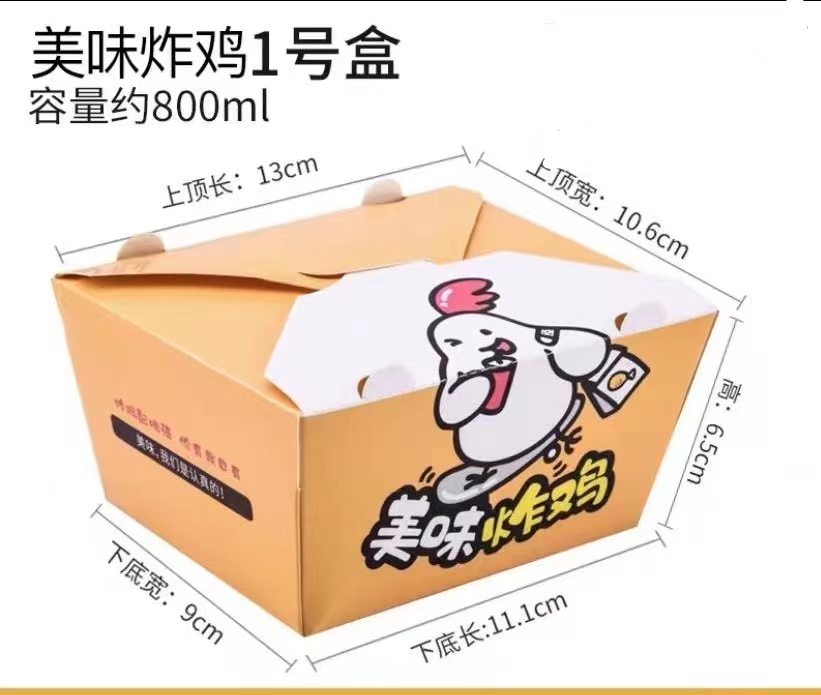 美味炸鸡1号盒
容量约800ml
上顶长：13cm
上顶宽：10.6cm
高：6.5cm
美味,我们是认真的!
美味炸鸡
下底宽：9cm
下底长:11.1cm